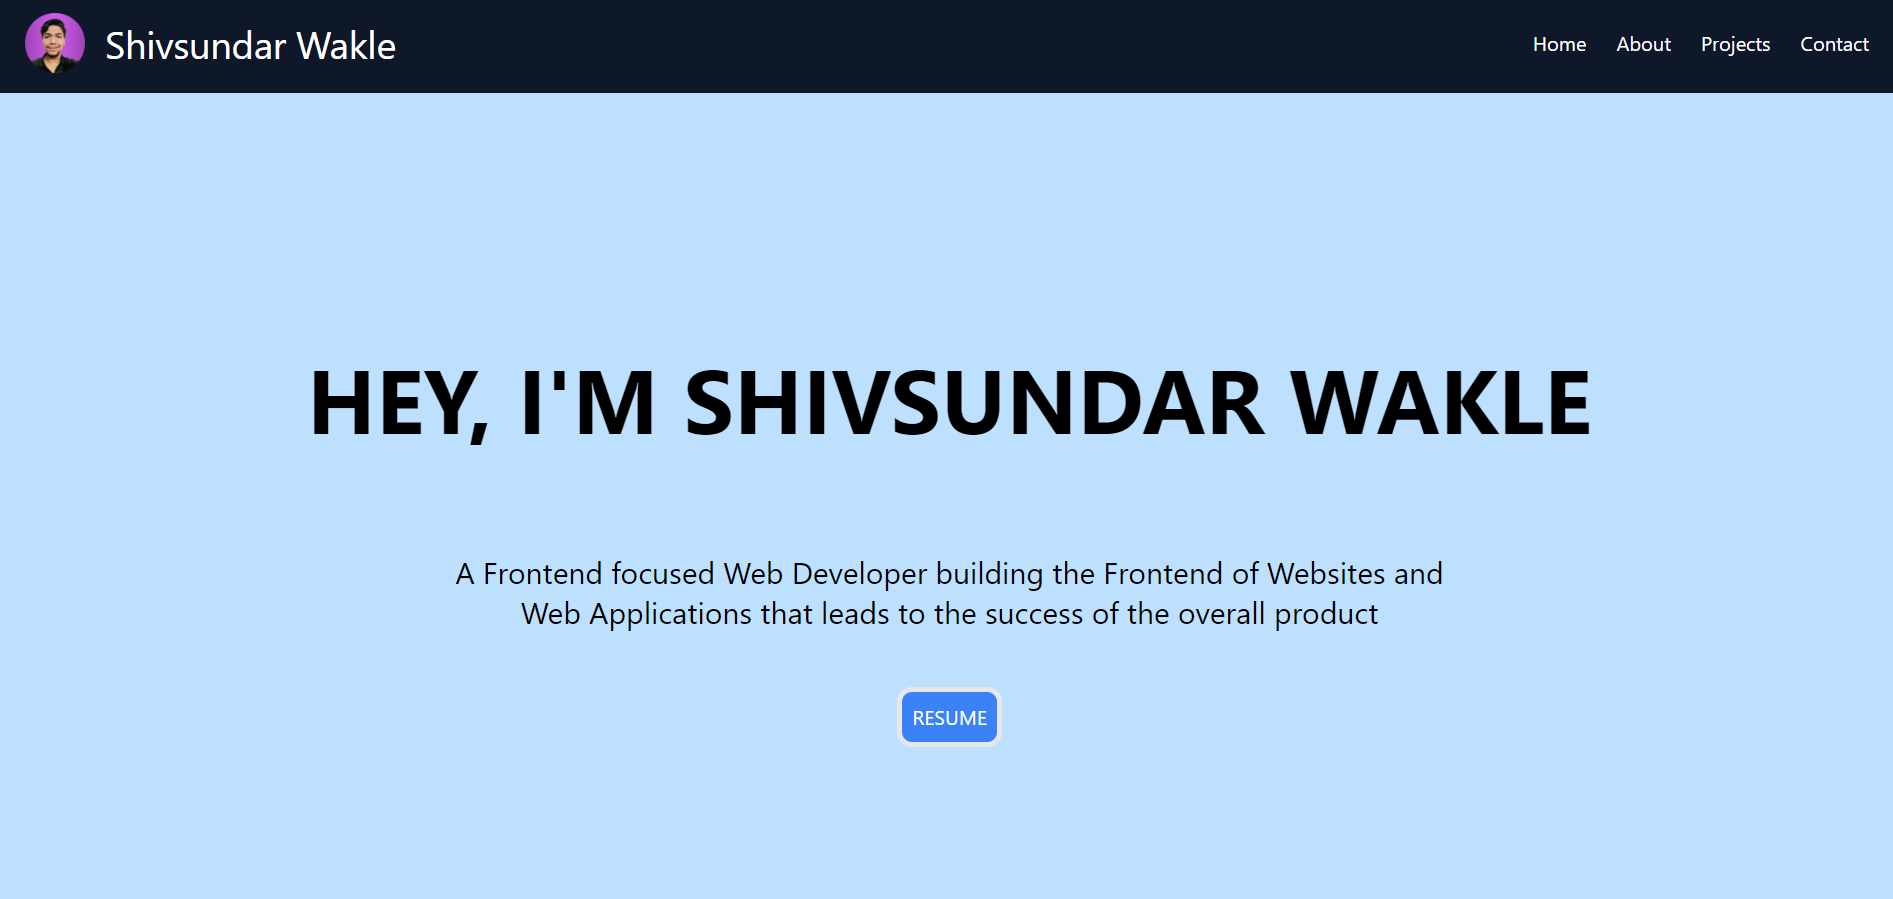 Shivsundar Wakle
Home About Projects Contact
HEY, I'M SHIVSUNDAR WAKLE
A Frontend focused Web Developer building the Frontend of Websites and
Web Applications that leads to the success of the overall product
RESUME